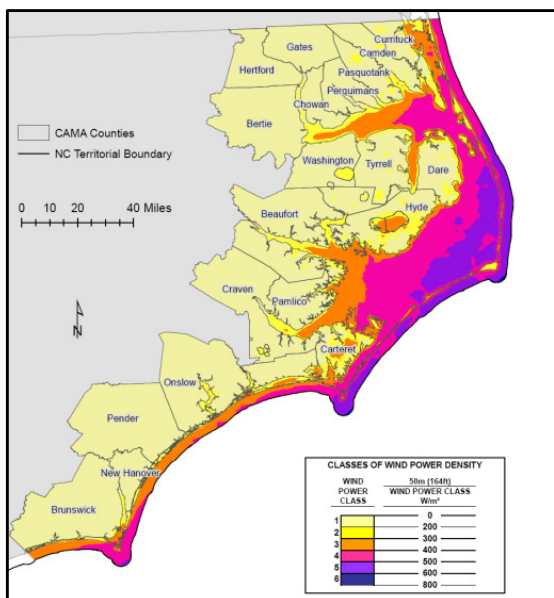 Currituck
Gates
Camden
Hertford
Pasquotank
Perquimans
Chowan
CAMA Counties
Bertie
NC Territorial Boundary
Washington
Tyrrell
Dare
0 10 20 40 Miles
Hyde
Beaufort
Craven
Pamlico
N
Carteret
Onslow
Pender
New Hanover
Brunswick
CLASSES OF WIND POWER DENSITY
WIND POWER CLASS
50m (164ft)
WIND POWER CLASS
W/m²
0
1
200
2
300
3
400
4
500
5
600
6
800